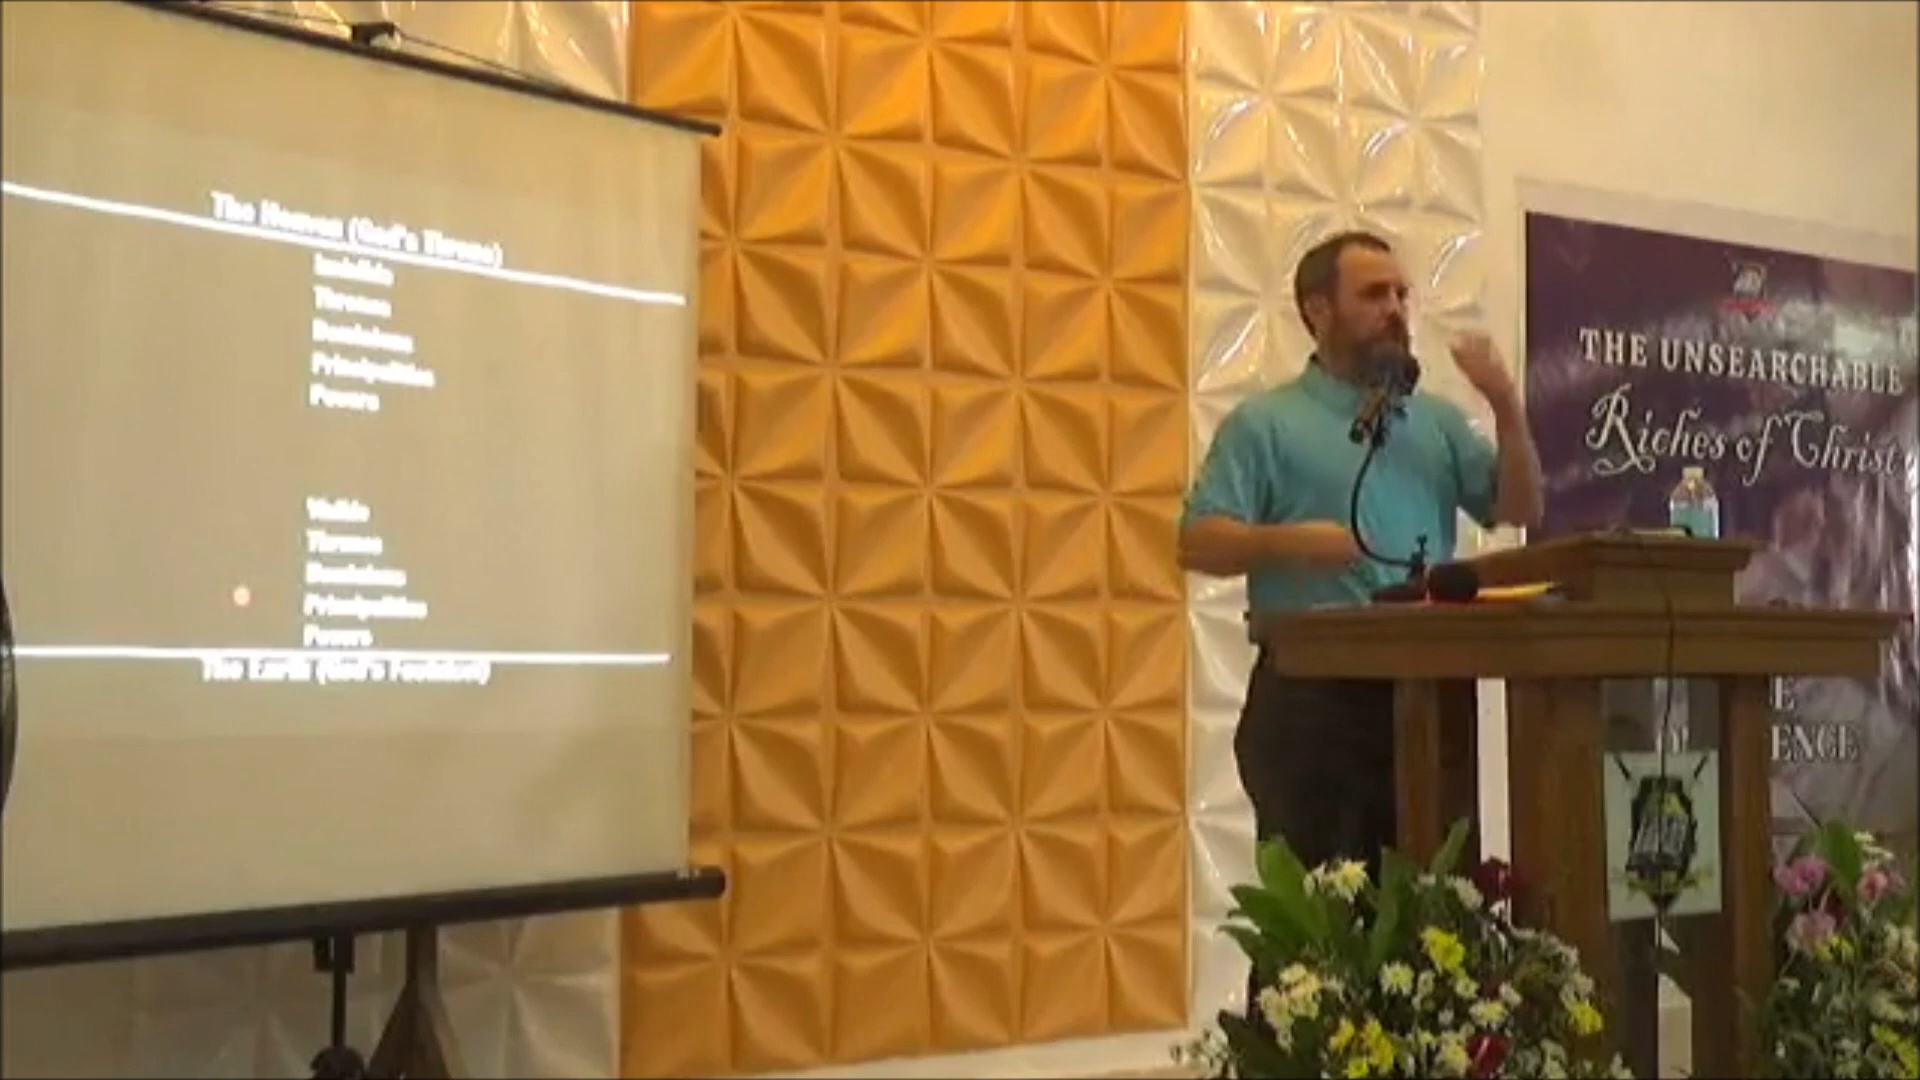 The Heaven (God's Throne)
Invisible
Thrones
Dominions
Principalities
Powers
Visible
Thrones
Dominions
Principalities
Powers
The Earth (God's Footstool)
THE UNSEARCHABLE
Riches of Christ
E
ENCE